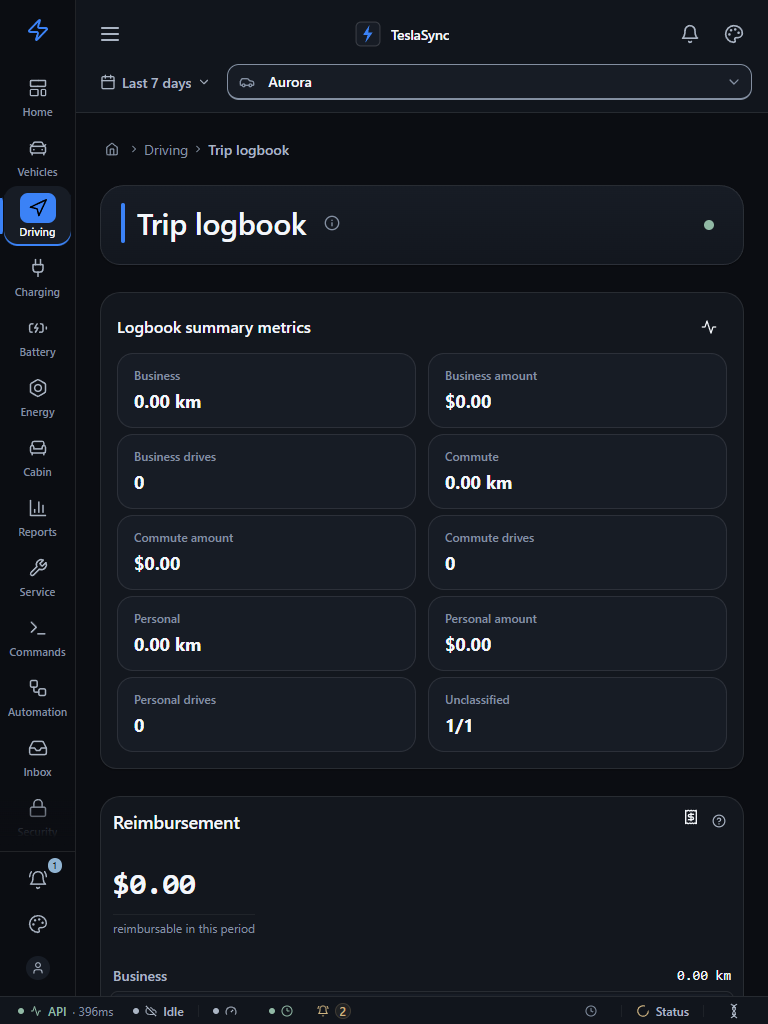 TeslaSync
Last 7 days
Aurora
Home
Vehicles
Driving
Charging
Battery
Energy
Cabin
Reports
Service
Commands
Automation
Inbox
Security
1
Driving
Trip logbook
Trip logbook
Logbook summary metrics
Business
0.00 km
Business amount
$0.00
Business drives
0
Commute
0.00 km
Commute amount
$0.00
Commute drives
0
Personal
0.00 km
Personal amount
$0.00
Personal drives
0
Unclassified
1/1
Reimbursement
$0.00
reimbursable in this period
Business 0.00 km
API · 396ms Idle 2 Status